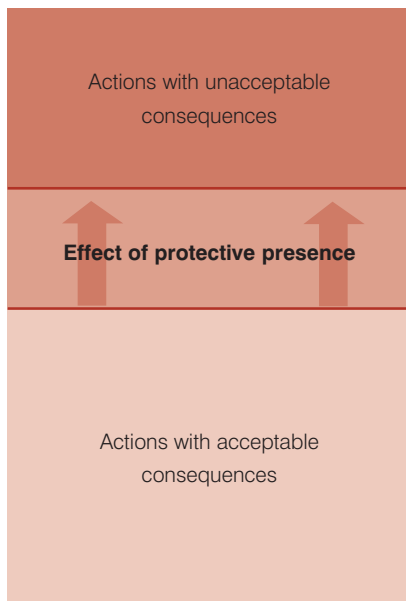 Actions with unacceptable
consequences
Effect of protective presence
Actions with acceptable
consequences